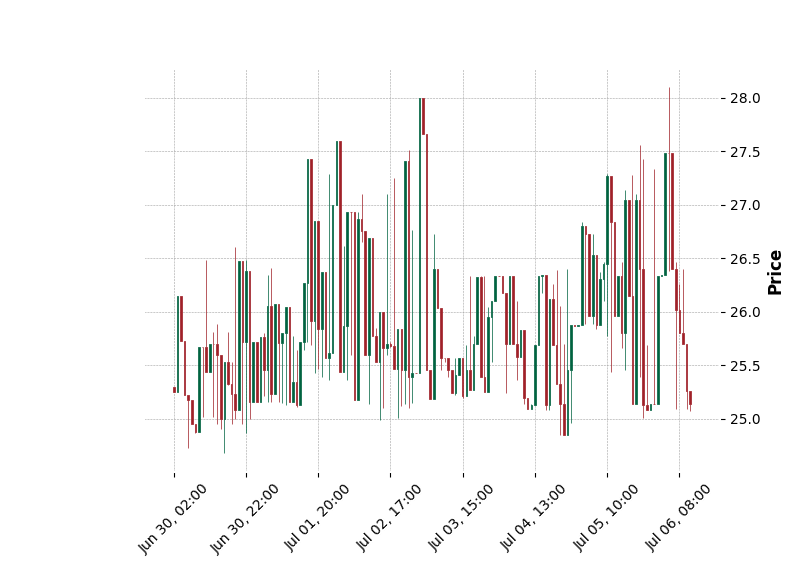 28.0
27.5
27.0
26.5
26.0
25.5
25.0
Price
Jun 30, 02:00
Jun 30, 22:00
Jul 01, 20:00
Jul 02, 17:00
Jul 03, 15:00
Jul 04, 13:00
Jul 05, 10:00
Jul 06, 08:00